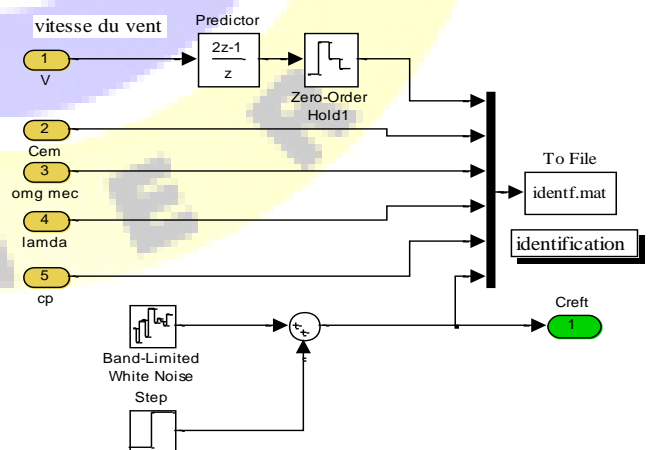 vitesse du vent
Predictor
1
V
2z-1
z
Zero-Order
Hold1
2
Cem
3
omg mec
4
lamda
5
cp
To File
identf.mat
identification
Creft
1
Band-Limited
White Noise
Step
E R